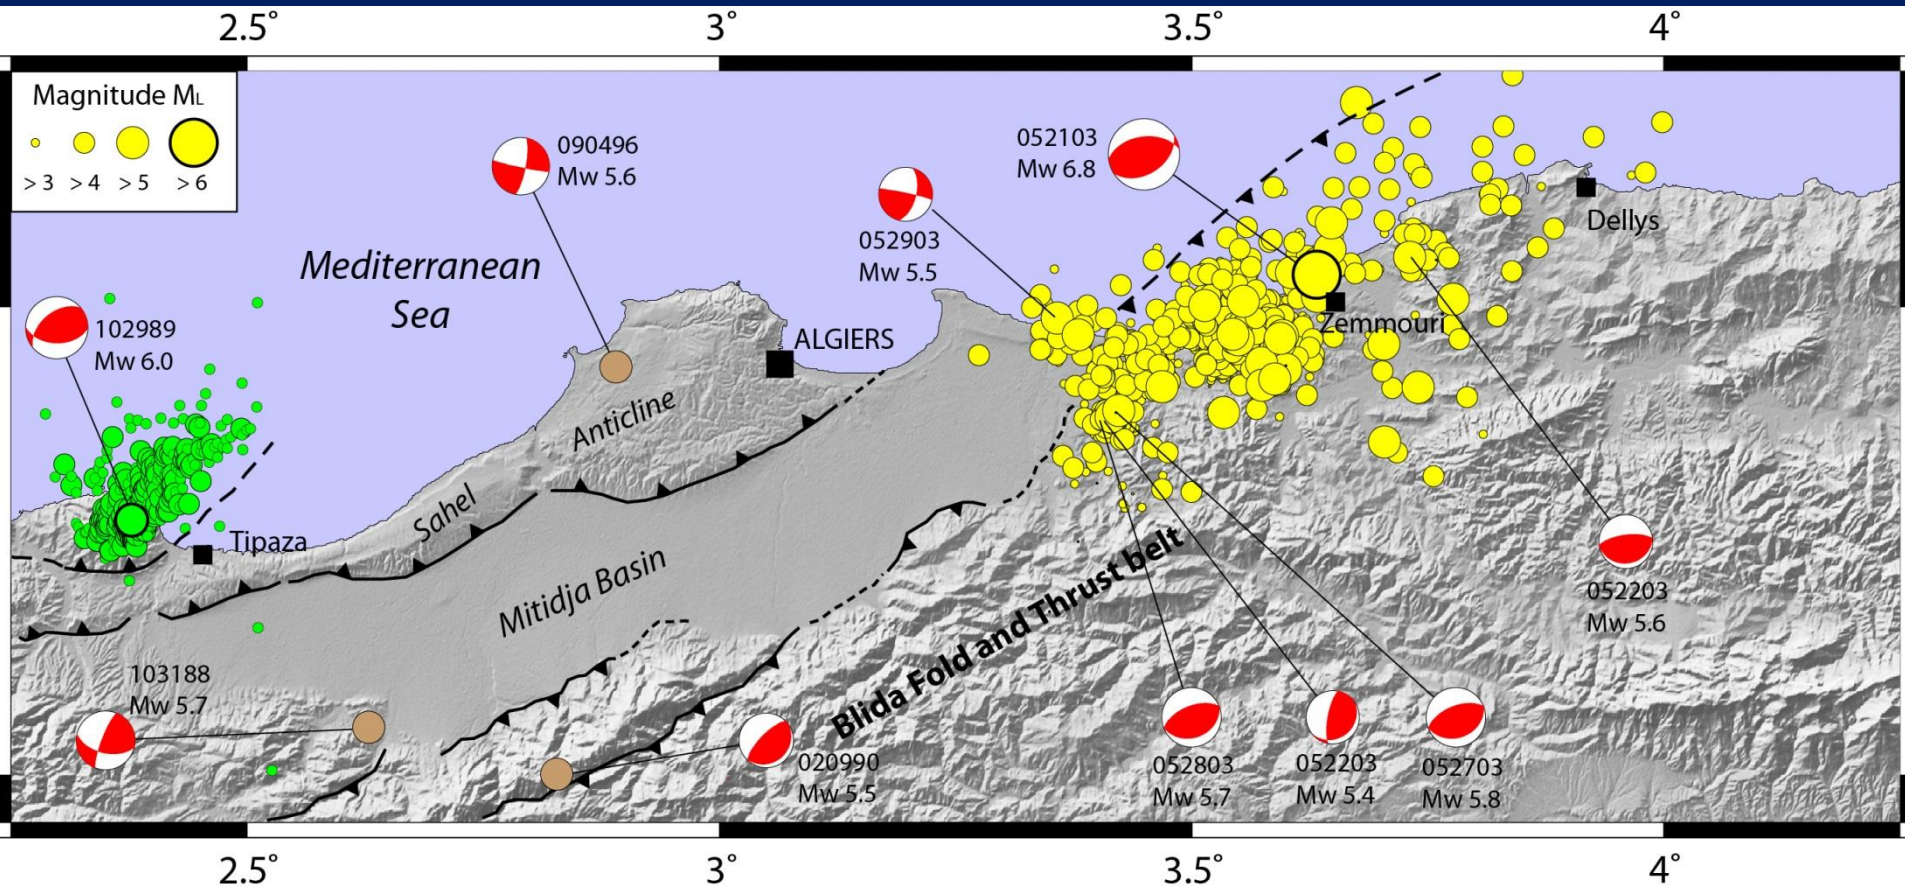 2.5˚
3˚
3.5˚
4˚
Magnitude ML
> 3
> 4
> 5
> 6
090496
Mw 5.6
052103
Mw 6.8
Dellys
052903
Mw 5.5
Mediterranean
Sea
102989
Mw 6.0
ALGIERS
Zemmouri
Anticline
Sahel
Tipaza
Mitidja Basin
Blida Fold and Thrust belt
052203
Mw 5.6
103188
Mw 5.7
020990
Mw 5.5
052803
Mw 5.7
052203
Mw 5.4
052703
Mw 5.8
2.5˚
3˚
3.5˚
4˚